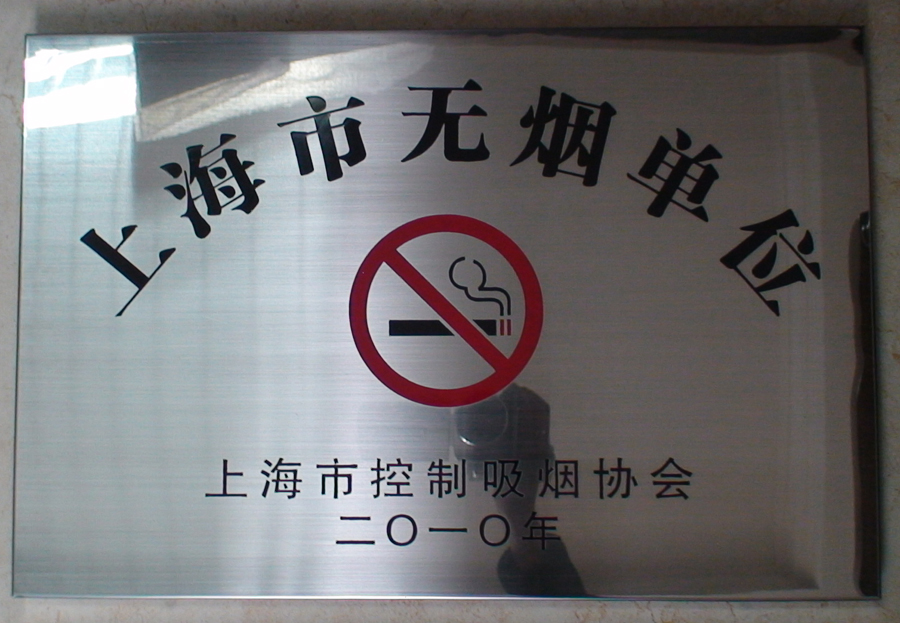 上海市无烟单位
上海市控制吸烟协会
二〇一〇年